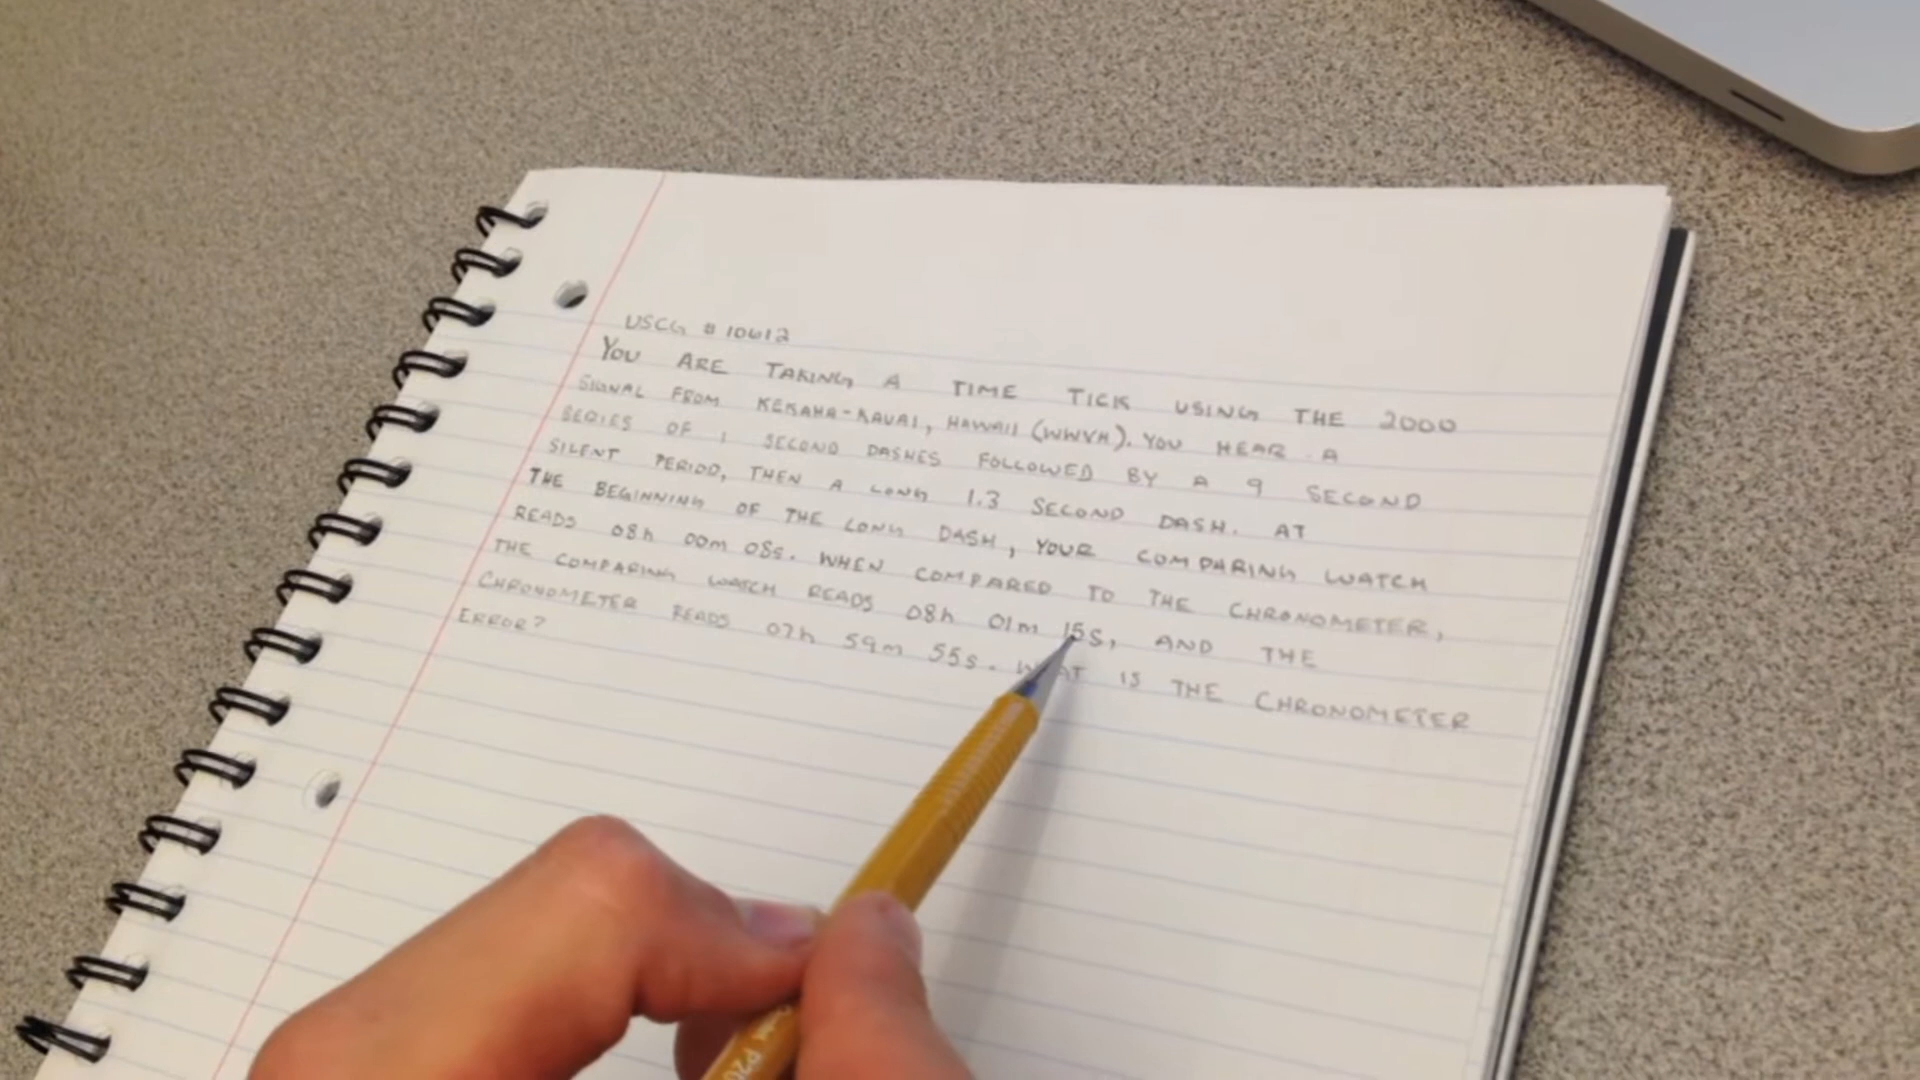 USCG # 10612
YOU ARE TAKING A TIME TICK USING THE 2000
SIGNAL FROM KEKAHA-KAUAI, HAWAII (WWVH). YOU HEAR A
SERIES OF 1 SECOND DASHES FOLLOWED BY A 9 SECOND
SILENT PERIOD, THEN A LONG 1.3 SECOND DASH. AT
THE BEGINNING OF THE LONG DASH, YOUR COMPARING WATCH
READS 08h 00m 08s. WHEN COMPARED TO THE CHRONOMETER,
THE COMPARING WATCH READS 08h 01m 15s, AND THE
CHRONOMETER READS 07h 59m 55s. WHAT IS THE CHRONOMETER
ERROR?